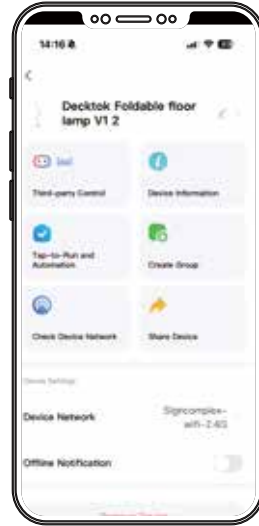 14:16
Decktok Foldable floor
lamp V1 2
Third-party Control
Device Information
Tap-to-Run and
Automation
Create Group
Check Device Network
Share Device
Device Settings
Device Network
Signcomplex-
wifi-2.4G
Offline Notification